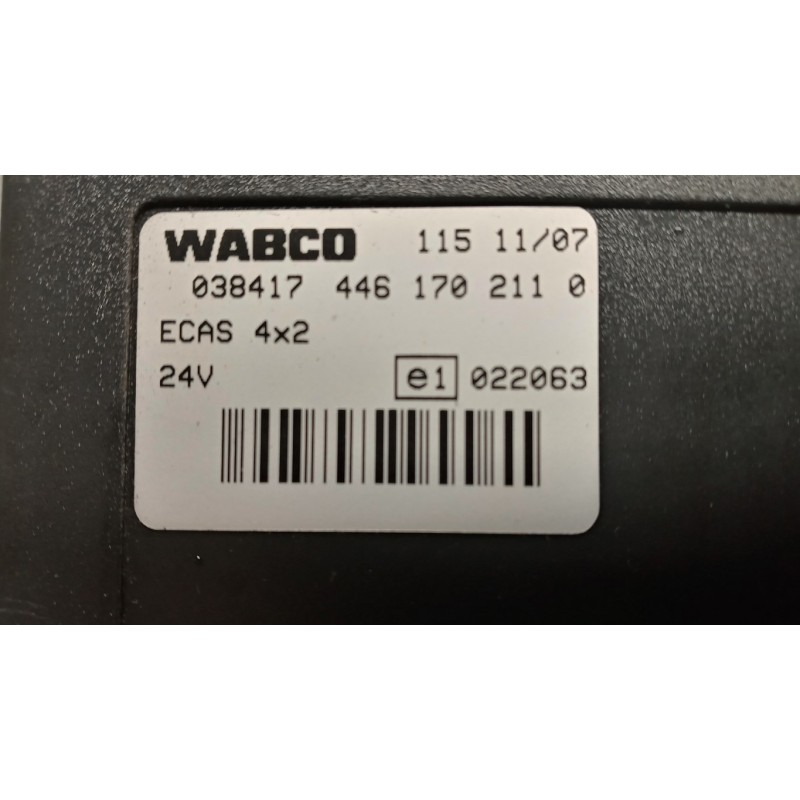 WABCO 115 11/07
038417 446 170 211 0
ECAS 4x2
24V e1 022063